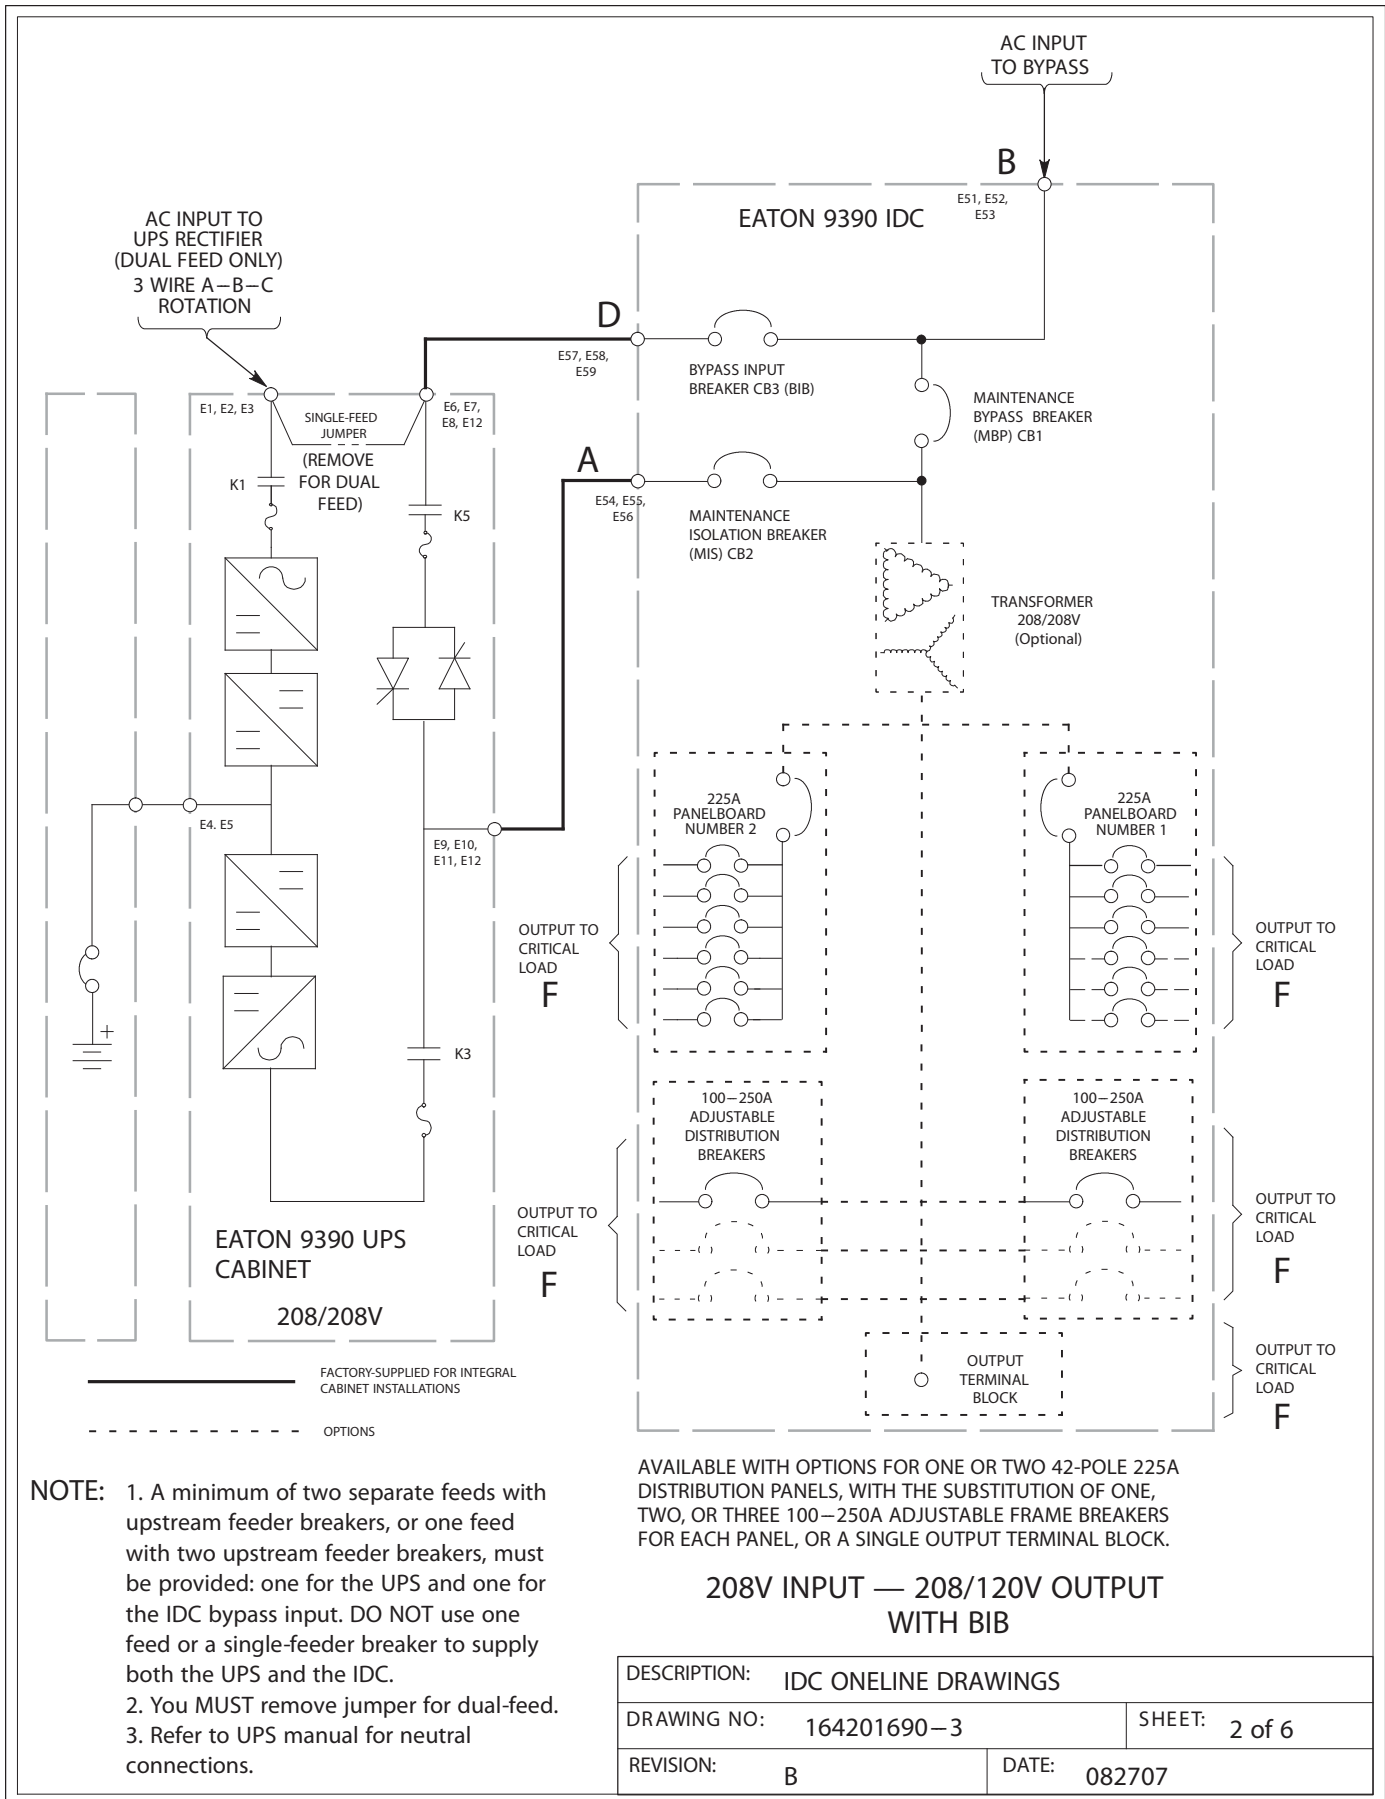 AC INPUT
TO BYPASS
B
E51, E52,
E53
EATON 9390 IDC
AC INPUT TO
UPS RECTIFIER
(DUAL FEED ONLY)
3 WIRE A–B–C
ROTATION
D
E57, E58,
E59
BYPASS INPUT
BREAKER CB3 (BIB)
MAINTENANCE
BYPASS BREAKER
(MBP) CB1
E1, E2, E3
SINGLE-FEED
JUMPER
(REMOVE
FOR DUAL
FEED)
E6, E7,
E8, E12
K1
K5
A
E54, E55,
E56
MAINTENANCE
ISOLATION BREAKER
(MIS) CB2
TRANSFORMER
208/208V
(Optional)
225A
PANELBOARD
NUMBER 2
225A
PANELBOARD
NUMBER 1
E4. E5
E9, E10,
E11, E12
OUTPUT TO
CRITICAL
LOAD
F
OUTPUT TO
CRITICAL
LOAD
F
+
K3
100–250A
ADJUSTABLE
DISTRIBUTION
BREAKERS
100–250A
ADJUSTABLE
DISTRIBUTION
BREAKERS
OUTPUT TO
CRITICAL
LOAD
F
OUTPUT TO
CRITICAL
LOAD
F
EATON 9390 UPS
CABINET
208/208V
OUTPUT
TERMINAL
BLOCK
OUTPUT TO
CRITICAL
LOAD
F
FACTORY-SUPPLIED FOR INTEGRAL
CABINET INSTALLATIONS
OPTIONS
NOTE: 1. A minimum of two separate feeds with
upstream feeder breakers, or one feed
with two upstream feeder breakers, must
be provided: one for the UPS and one for
the IDC bypass input. DO NOT use one
feed or a single-feeder breaker to supply
both the UPS and the IDC.
2. You MUST remove jumper for dual-feed.
3. Refer to UPS manual for neutral
connections.
AVAILABLE WITH OPTIONS FOR ONE OR TWO 42-POLE 225A
DISTRIBUTION PANELS, WITH THE SUBSTITUTION OF ONE,
TWO, OR THREE 100–250A ADJUSTABLE FRAME BREAKERS
FOR EACH PANEL, OR A SINGLE OUTPUT TERMINAL BLOCK.
208V INPUT — 208/120V OUTPUT
WITH BIB
DESCRIPTION: IDC ONELINE DRAWINGS
DRAWING NO: 164201690–3 SHEET: 2 of 6
REVISION: B DATE: 082707